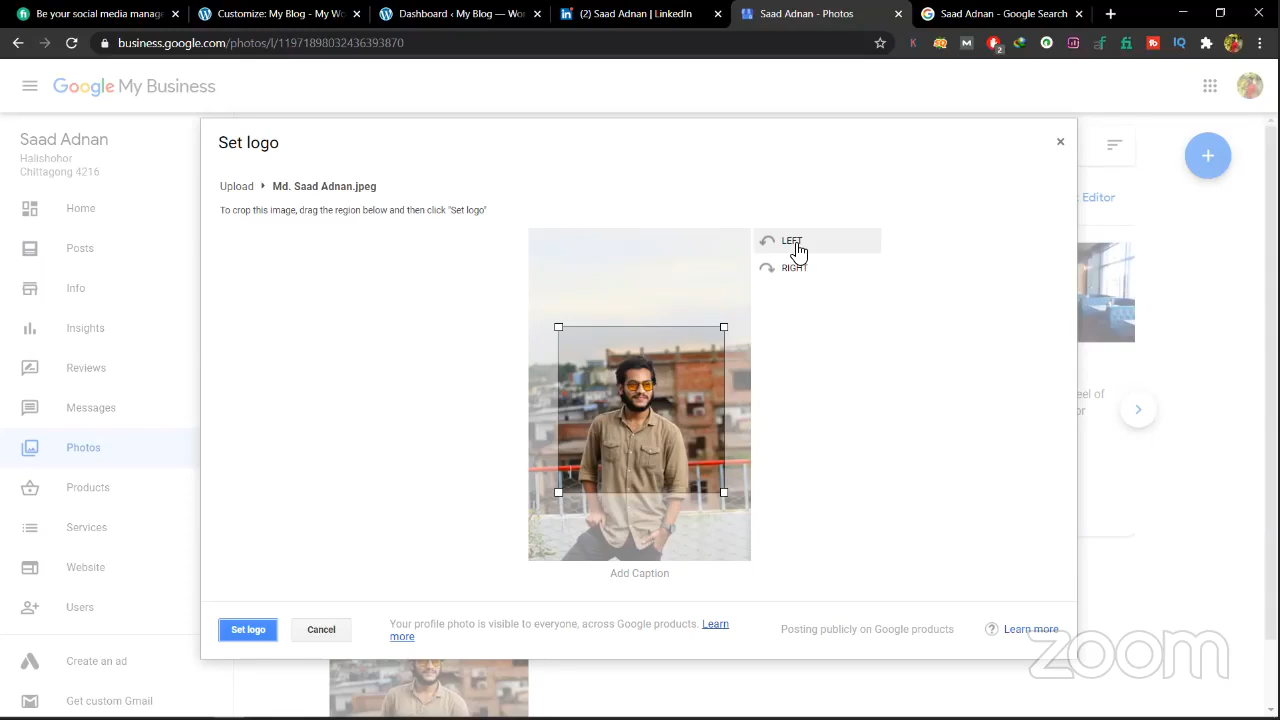 Be your social media manage
Customize: My Blog - My Wo
Dashboard ‹ My Blog — Wor
(2) Saad Adnan | LinkedIn
Saad Adnan - Photos
Saad Adnan - Google Search
business.google.com/photos/l/11971898032436393870
Google My Business
Saad Adnan
Halishohor
Chittagong 4216
Home
Posts
Info
Insights
Reviews
Messages
Photos
Products
Services
Website
Users
Create an ad
Get custom Gmail
Set logo
Upload
Md. Saad Adnan.jpeg
To crop this image, drag the region below and then click "Set logo"
LEFT
RIGHT
Add Caption
Set logo
Cancel
Your profile photo is visible to everyone, across Google products. Learn
more
Posting publicly on Google products
Learn more
Editor
eel of
or
zoom